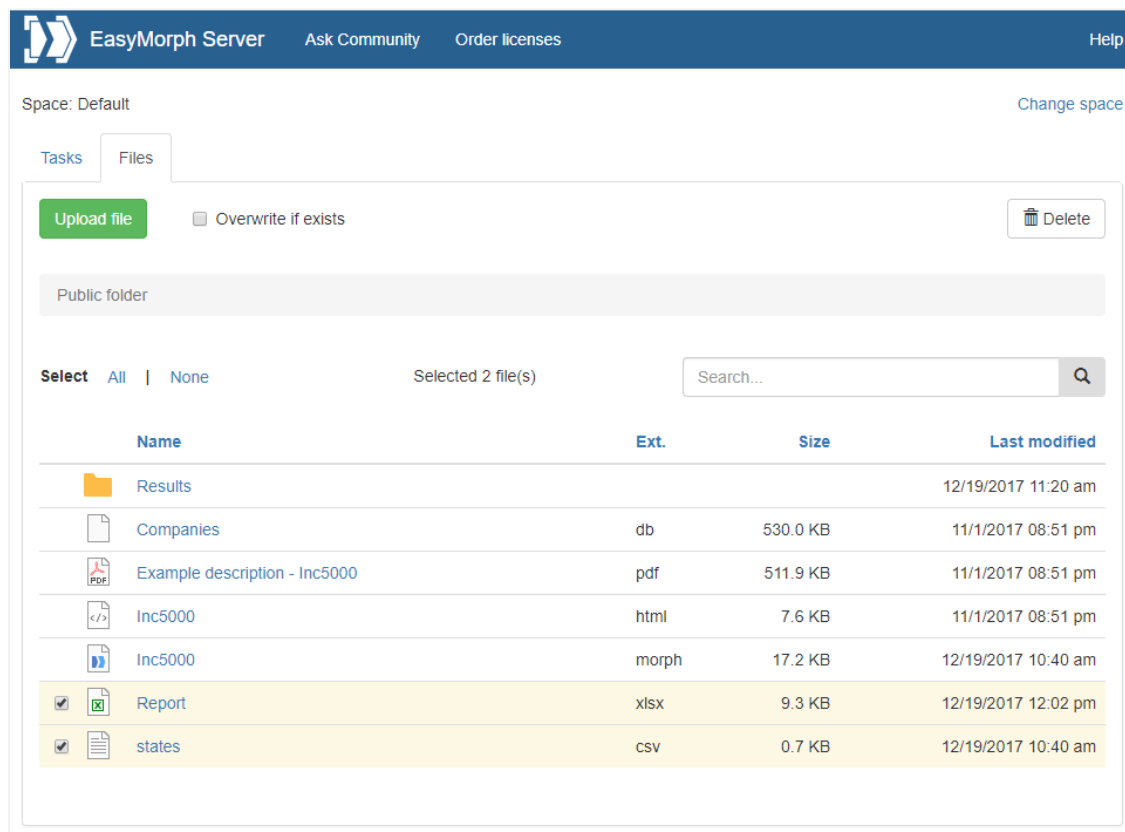 EasyMorph Server Ask Community Order licenses Help
Space: Default Change space
Tasks Files
Upload file Overwrite if exists Delete
Public folder
Select All | None Selected 2 file(s) Search...
Name Ext. Size Last modified
Results 12/19/2017 11:20 am
Companies db 530.0 KB 11/1/2017 08:51 pm
PDF Example description - Inc5000 pdf 511.9 KB 11/1/2017 08:51 pm
</> Inc5000 html 7.6 KB 11/1/2017 08:51 pm
Inc5000 morph 17.2 KB 12/19/2017 10:40 am
Report xlsx 9.3 KB 12/19/2017 12:02 pm
states csv 0.7 KB 12/19/2017 10:40 am